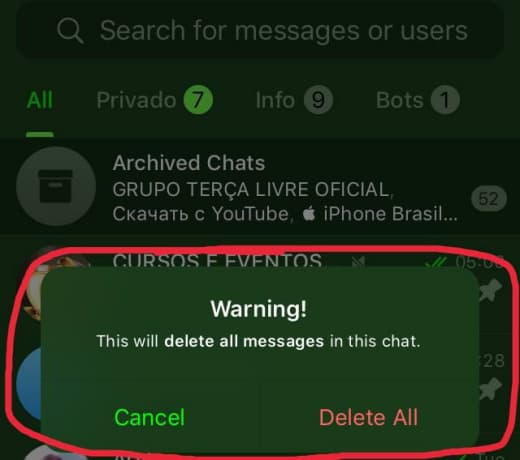 Search for messages or users
All Privado 7 Info 9 Bots 1
Archived Chats
GRUPO TERÇA LIVRE OFICIAL,
Скачать с YouTube, iPhone Brasil... 52
CURSOS E EVENTOS 05:06
Warning!
This will delete all messages in this chat.
:28
Cancel Delete All
Tue